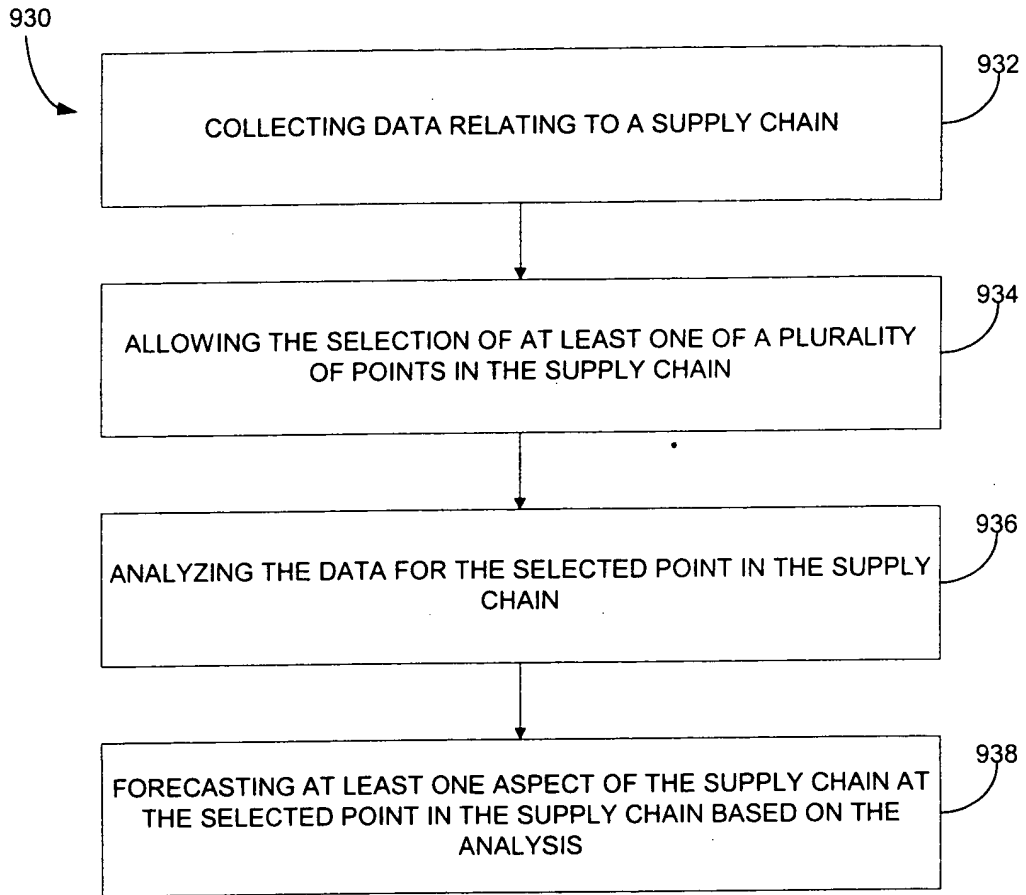 930
932
COLLECTING DATA RELATING TO A SUPPLY CHAIN
934
ALLOWING THE SELECTION OF AT LEAST ONE OF A PLURALITY
OF POINTS IN THE SUPPLY CHAIN
936
ANALYZING THE DATA FOR THE SELECTED POINT IN THE SUPPLY
CHAIN
938
FORECASTING AT LEAST ONE ASPECT OF THE SUPPLY CHAIN AT
THE SELECTED POINT IN THE SUPPLY CHAIN BASED ON THE
ANALYSIS